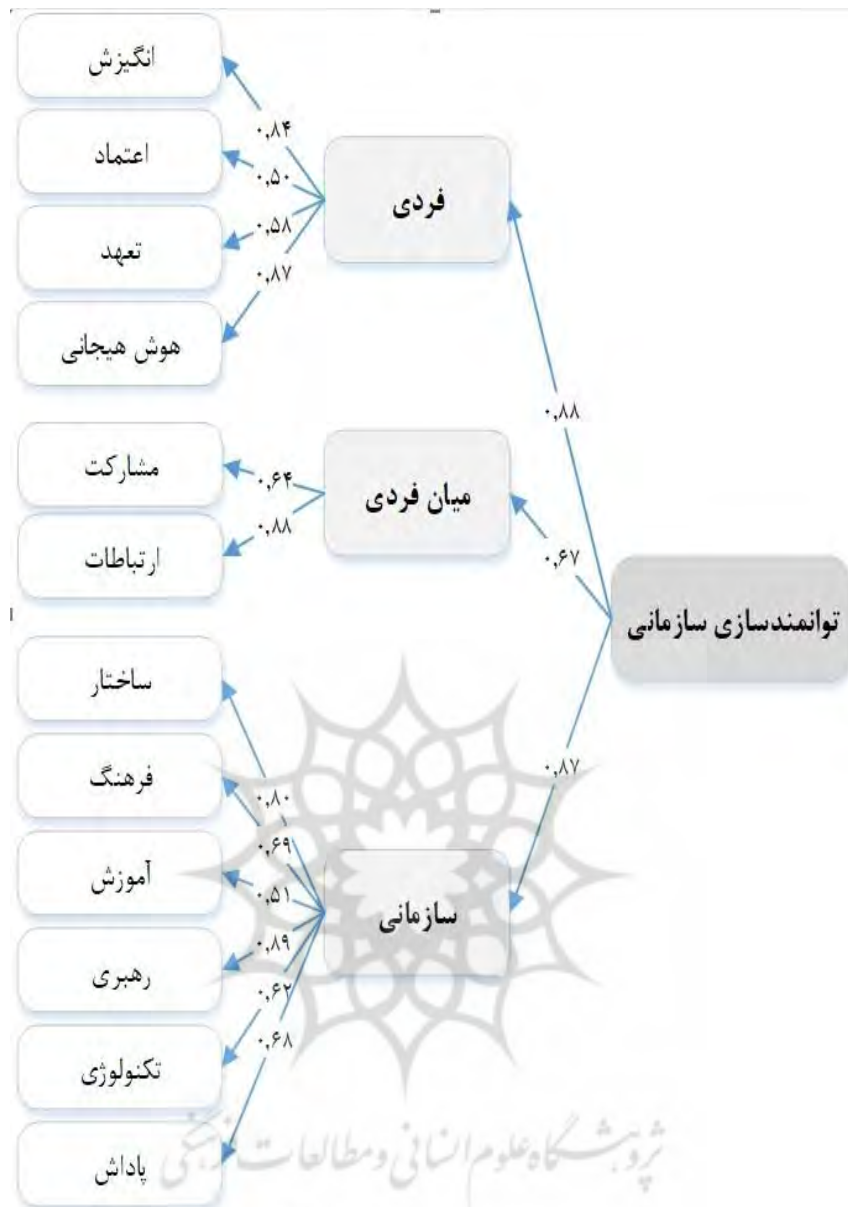 توانمندسازی سازمانی
۰,۸۸
۰,۶۷
۰,۸۷
فردی
۰,۸۴
۰,۵۰
۰,۵۸
۰,۸۷
انگیزش
اعتماد
تعهد
هوش هیجانی
میان فردی
۰,۶۴
۰,۸۸
مشارکت
ارتباطات
سازمانی
۰,۸۰
۰,۶۹
۰,۵۱
۰,۸۹
۰,۶۲
۰,۶۸
ساختار
فرهنگ
آموزش
رهبری
تکنولوژی
پاداش
پژوهشگاه علوم انسانی و مطالعات فرهنگی